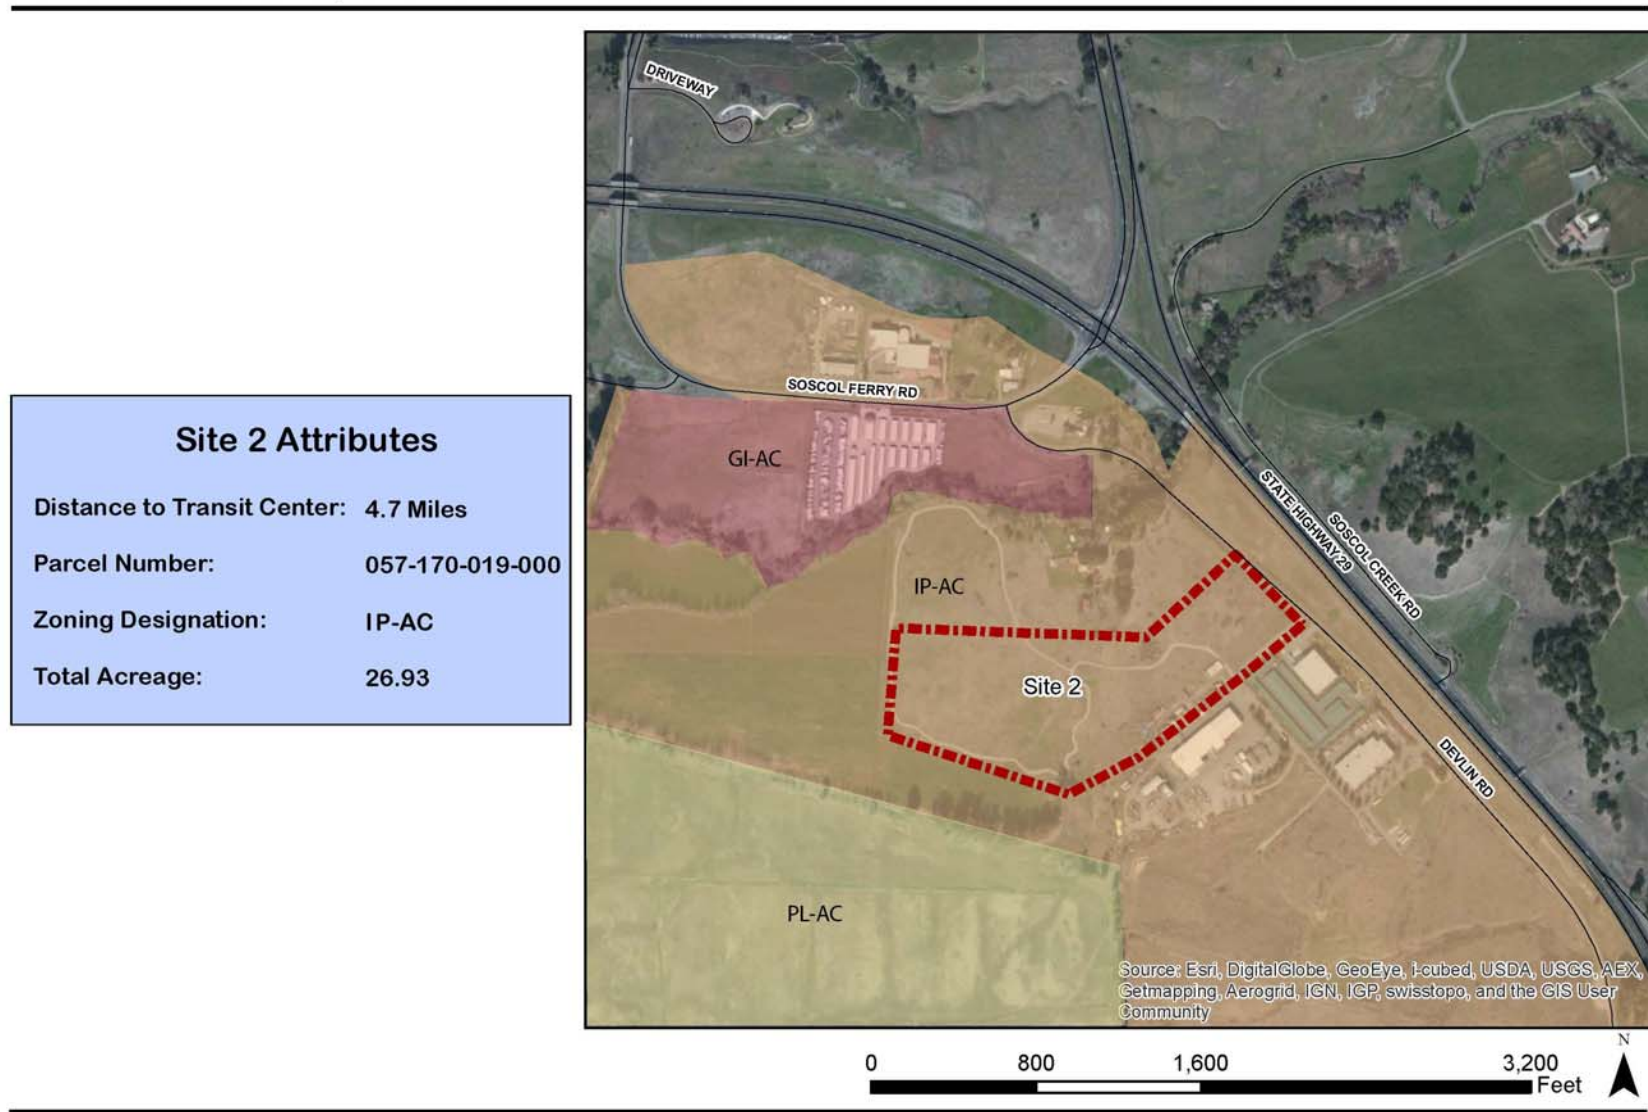 Site 2 Attributes
Distance to Transit Center: 4.7 Miles
Parcel Number: 057-170-019-000
Zoning Designation: IP-AC
Total Acreage: 26.93
DRIVEWAY
SOSCOL FERRY RD
GI-AC
STATE HIGHWAY 29
SOSCOL CREEK RD
IP-AC
Site 2
DEVLIN RD
PL-AC
Source: Esri, DigitalGlobe, GeoEye, i-cubed, USDA, USGS, AEX,
Getmapping, Aerogrid, IGN, IGP, swisstopo, and the GIS User
Community
N
0 800 1,600 3,200
Feet